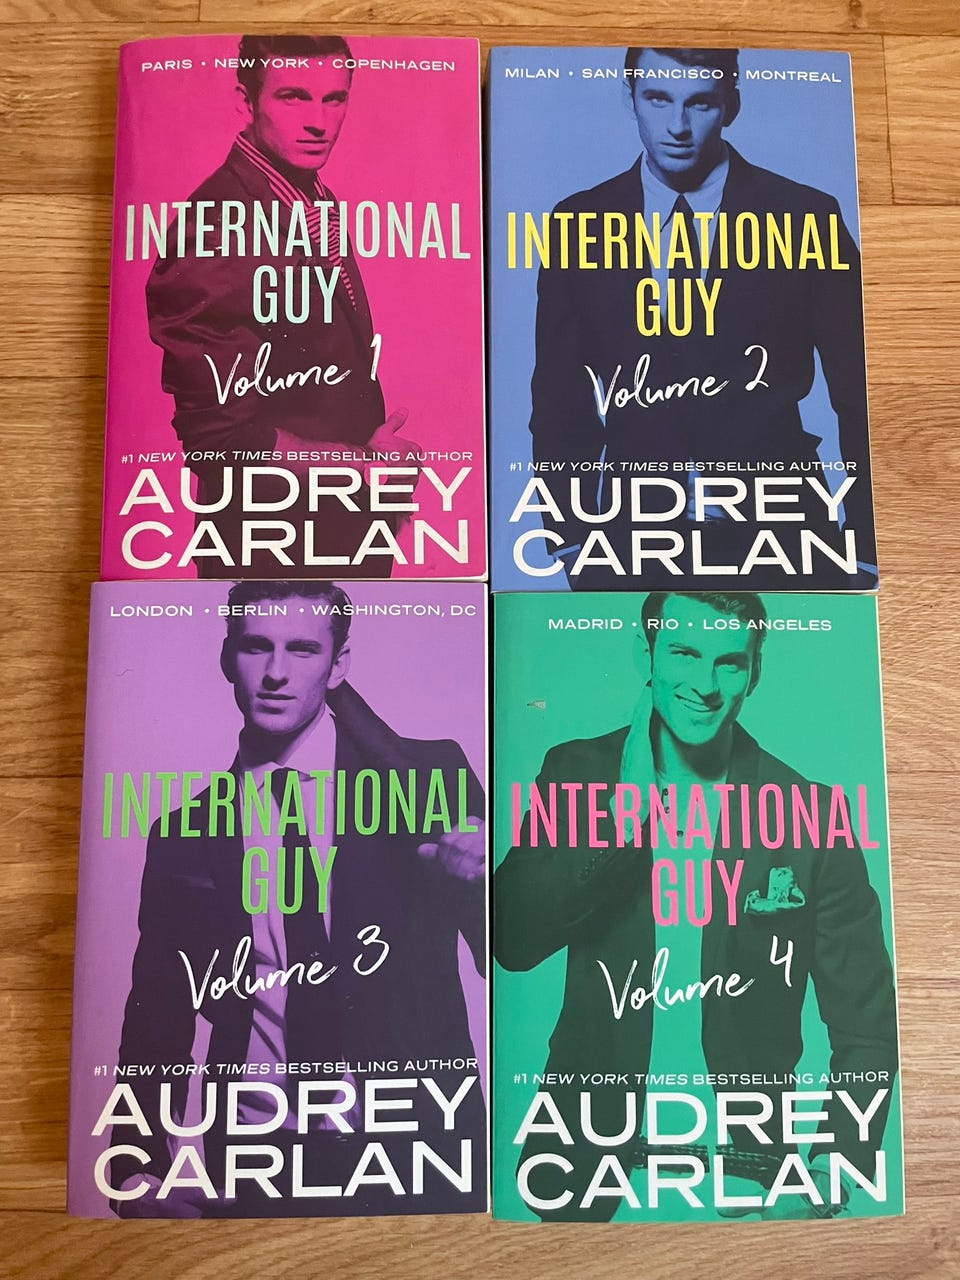 PARIS • NEW YORK • COPENHAGEN
INTERNATIONAL
GUY
Volume 1
#1 NEW YORK TIMES BESTSELLING AUTHOR
AUDREY
CARLAN
MILAN • SAN FRANCISCO • MONTREAL
INTERNATIONAL
GUY
Volume 2
#1 NEW YORK TIMES BESTSELLING AUTHOR
AUDREY
CARLAN
LONDON • BERLIN • WASHINGTON, DC
INTERNATIONAL
GUY
Volume 3
#1 NEW YORK TIMES BESTSELLING AUTHOR
AUDREY
CARLAN
MADRID • RIO • LOS ANGELES
INTERNATIONAL
GUY
Volume 4
#1 NEW YORK TIMES BESTSELLING AUTHOR
AUDREY
CARLAN